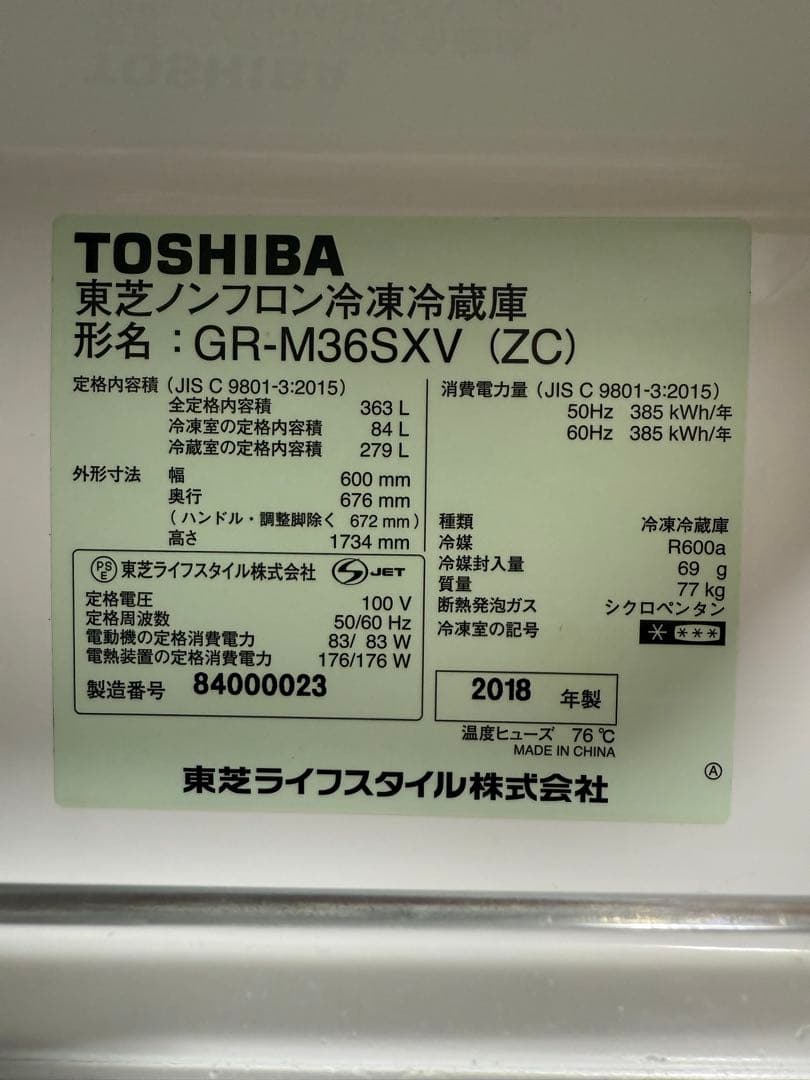 TOSHIBA
東芝ノンフロン冷凍冷蔵庫
形名：GR-M36SXV (ZC)
定格内容積 (JIS C 9801-3:2015)
全定格内容積 363 L
冷凍室の定格内容積 84 L
冷蔵室の定格内容積 279 L
外形寸法 幅 600 mm
奥行 676 mm
(ハンドル・調整脚除く 672 mm)
高さ 1734 mm
PSE 東芝ライフスタイル株式会社 S JET
定格電圧 100 V
定格周波数 50/60 Hz
電動機の定格消費電力 83/ 83 W
電熱装置の定格消費電力 176/176 W
製造番号 84000023
消費電力量 (JIS C 9801-3:2015)
50Hz 385 kWh/年
60Hz 385 kWh/年
種類 冷凍冷蔵庫
冷媒 R600a
冷媒封入量 69 g
質量 77 kg
断熱発泡ガス シクロペンタン
冷凍室の記号 * ***
2018 年製
温度ヒューズ 76 ℃
MADE IN CHINA
Ⓐ
東芝ライフスタイル株式会社